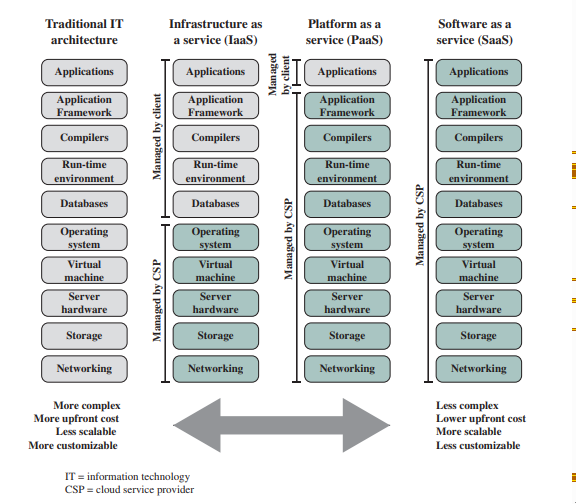 Traditional IT
architecture
Infrastructure as
a service (IaaS)
Platform as a
service (PaaS)
Software as a
service (SaaS)
Applications
Application
Framework
Compilers
Run-time
environment
Databases
Operating
system
Virtual
machine
Server
hardware
Storage
Networking
Managed by client
Managed by CSP
Applications
Application
Framework
Compilers
Run-time
environment
Databases
Operating
system
Virtual
machine
Server
hardware
Storage
Networking
Managed
by client
Managed by CSP
Applications
Application
Framework
Compilers
Run-time
environment
Databases
Operating
system
Virtual
machine
Server
hardware
Storage
Networking
Managed by CSP
Applications
Application
Framework
Compilers
Run-time
environment
Databases
Operating
system
Virtual
machine
Server
hardware
Storage
Networking
More complex
More upfront cost
Less scalable
More customizable
Less complex
Lower upfront cost
More scalable
Less customizable
IT = information technology
CSP = cloud service provider